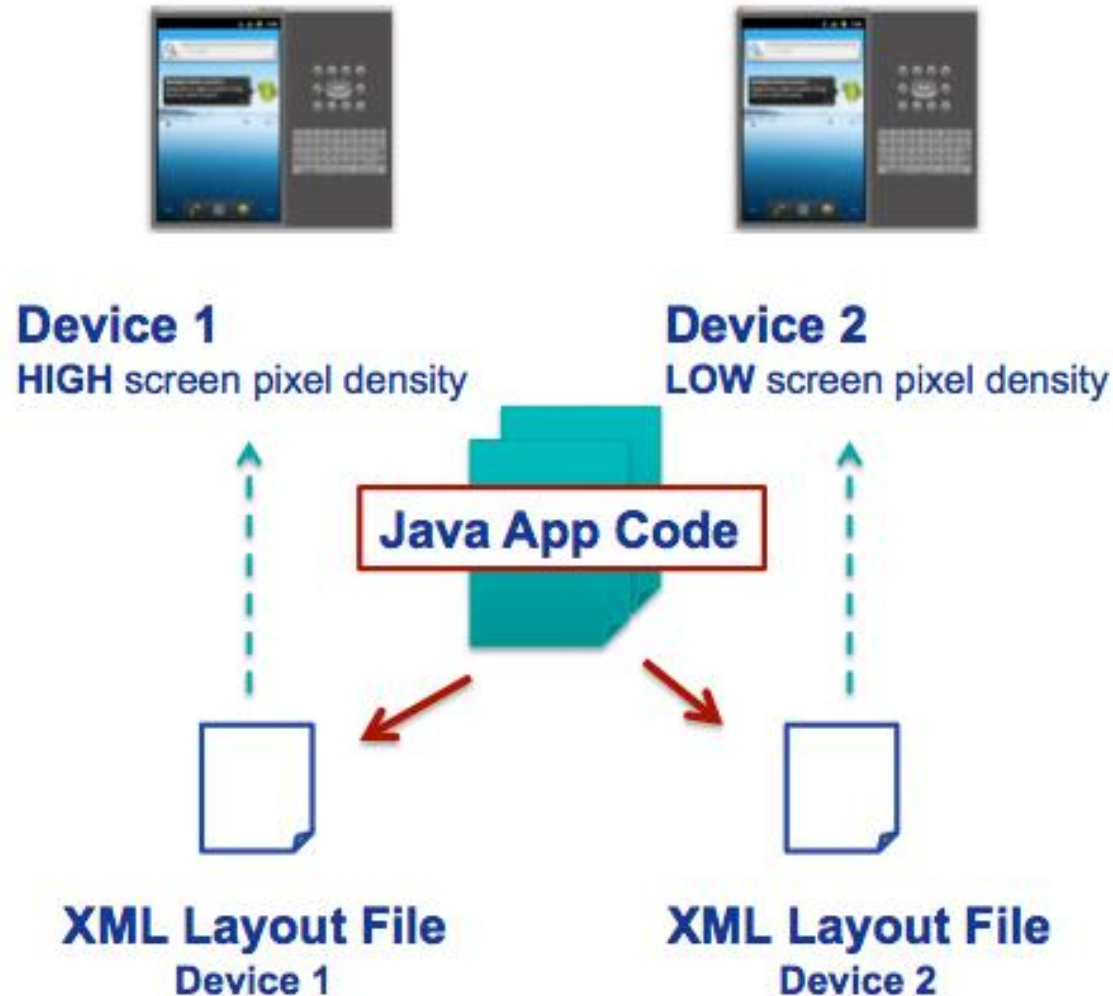 Device 1
HIGH screen pixel density
Device 2
LOW screen pixel density
Java App Code
XML Layout File
Device 1
XML Layout File
Device 2